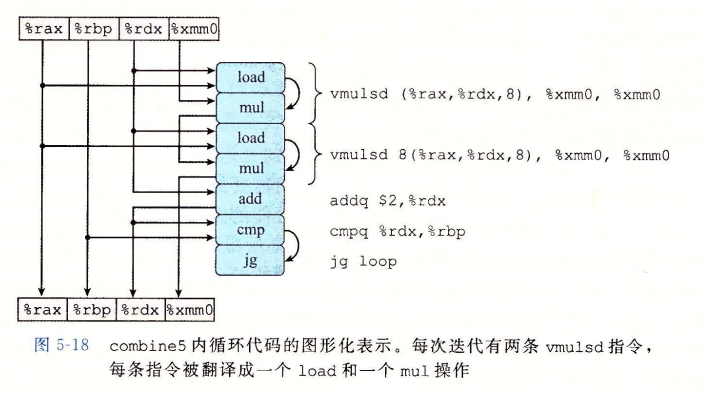 %rax %rbp %rdx %xmm0
load
mul
vmulsd (%rax,%rdx,8), %xmm0, %xmm0
load
mul
vmulsd 8(%rax,%rdx,8), %xmm0, %xmm0
add addq $2,%rdx
cmp cmpq %rdx,%rbp
jg jg loop
%rax %rbp %rdx %xmm0
图 5-18 combine5 内循环代码的图形化表示。每次迭代有两条 vmulsd 指令，
每条指令被翻译成一个 load 和一个 mul 操作